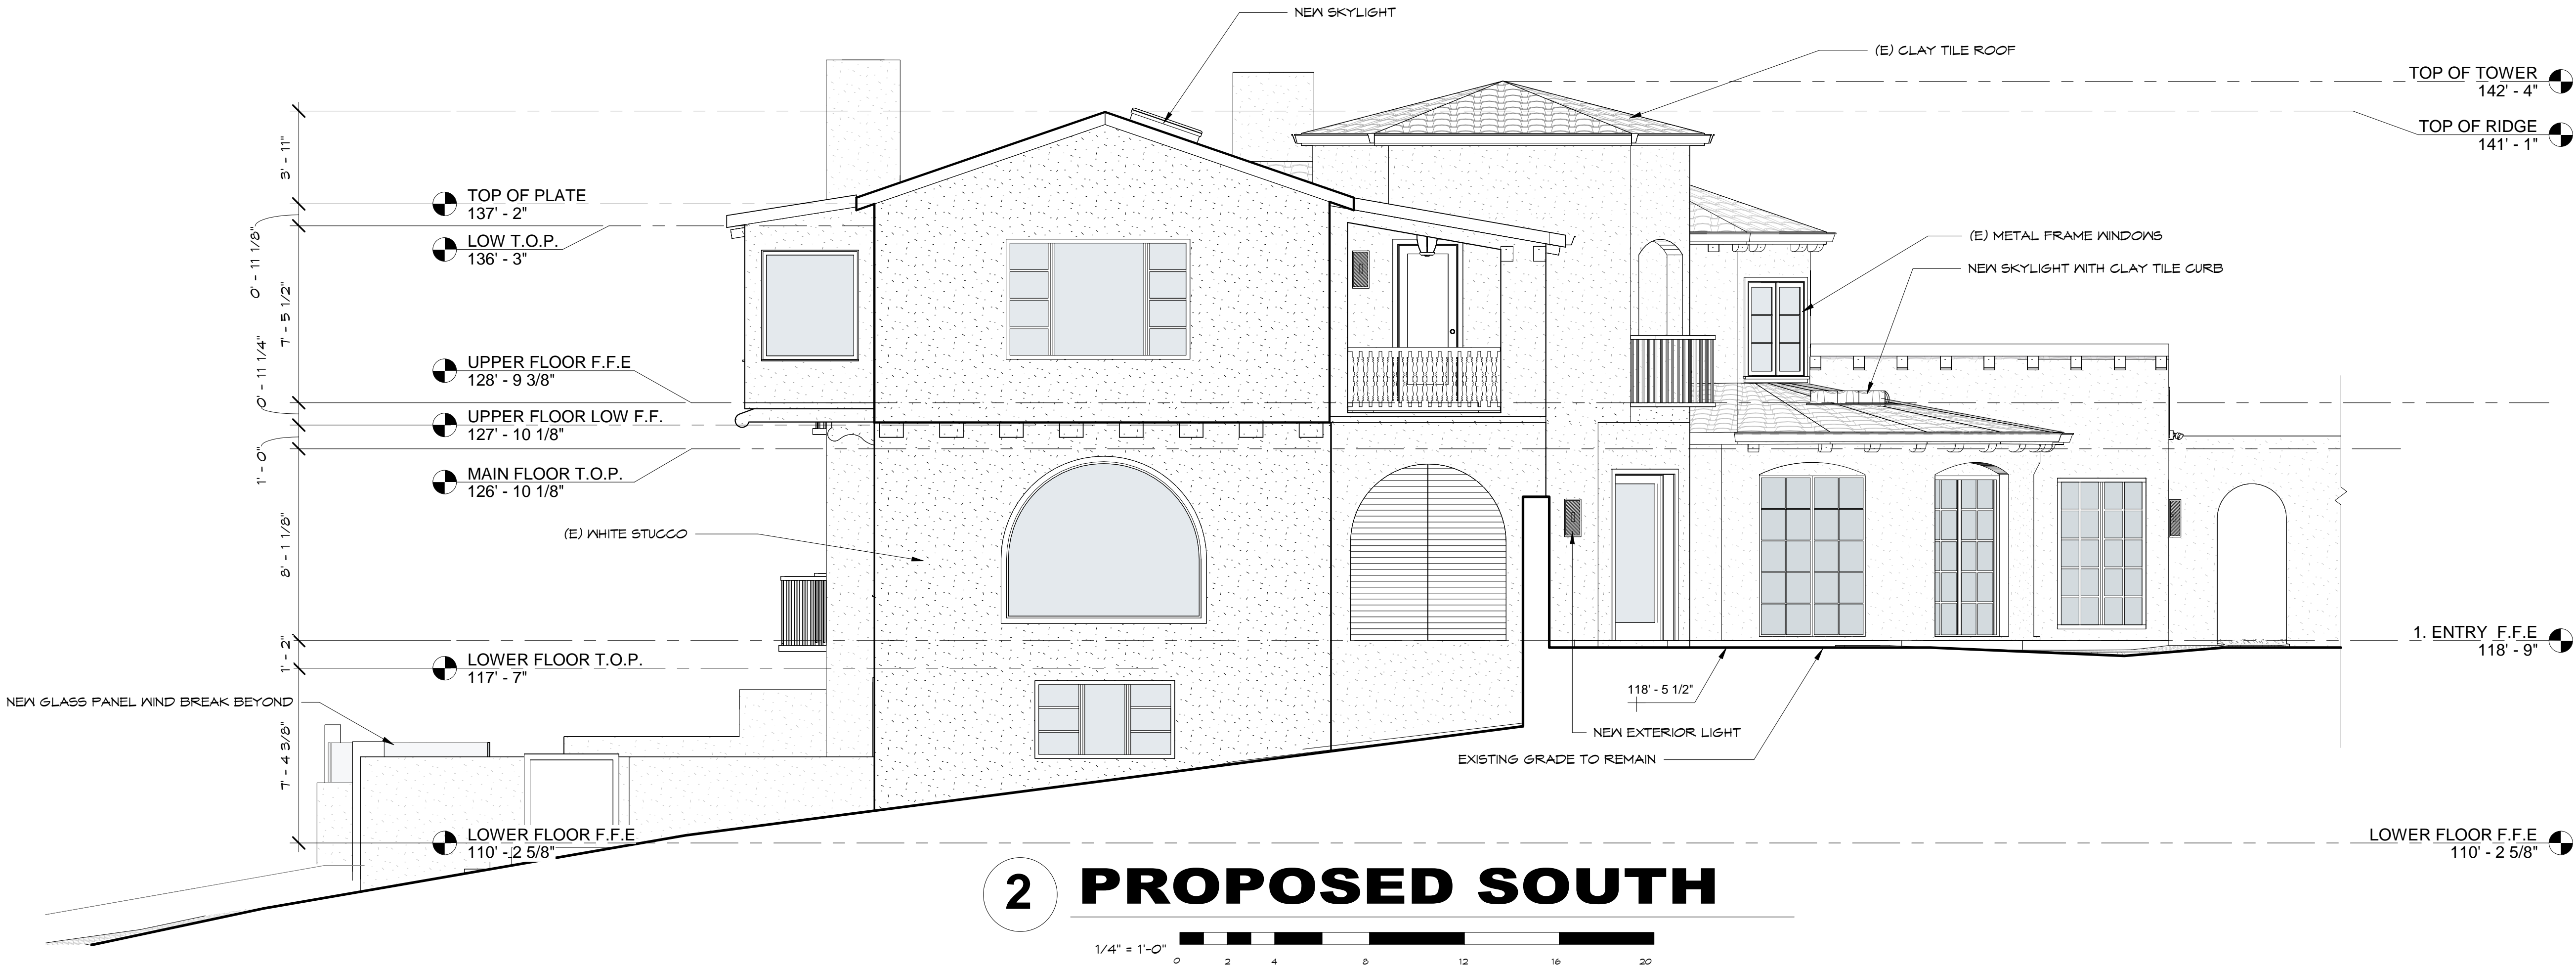 NEW SKYLIGHT
(E) CLAY TILE ROOF
TOP OF TOWER
142' - 4"
TOP OF RIDGE
141' - 1"
3' - 11"
TOP OF PLATE
137' - 2"
LOW T.O.P.
136' - 3"
0' - 11 1/8"
(E) METAL FRAME WINDOWS
NEW SKYLIGHT WITH CLAY TILE CURB
7' - 5 1/2"
UPPER FLOOR F.F.E
128' - 9 3/8"
0' - 11 1/4"
UPPER FLOOR LOW F.F.
127' - 10 1/8"
1' - 0"
MAIN FLOOR T.O.P.
126' - 10 1/8"
(E) WHITE STUCCO
8' - 1 1/8"
1. ENTRY F.F.E
118' - 9"
1' - 2"
LOWER FLOOR T.O.P.
117' - 7"
118' - 5 1/2"
NEW GLASS PANEL WIND BREAK BEYOND
NEW EXTERIOR LIGHT
EXISTING GRADE TO REMAIN
7' - 4 3/8"
LOWER FLOOR F.F.E
110' - 2 5/8"
LOWER FLOOR F.F.E
110' - 2 5/8"
2 PROPOSED SOUTH
1/4" = 1'-0"
0 2 4 8 12 16 20